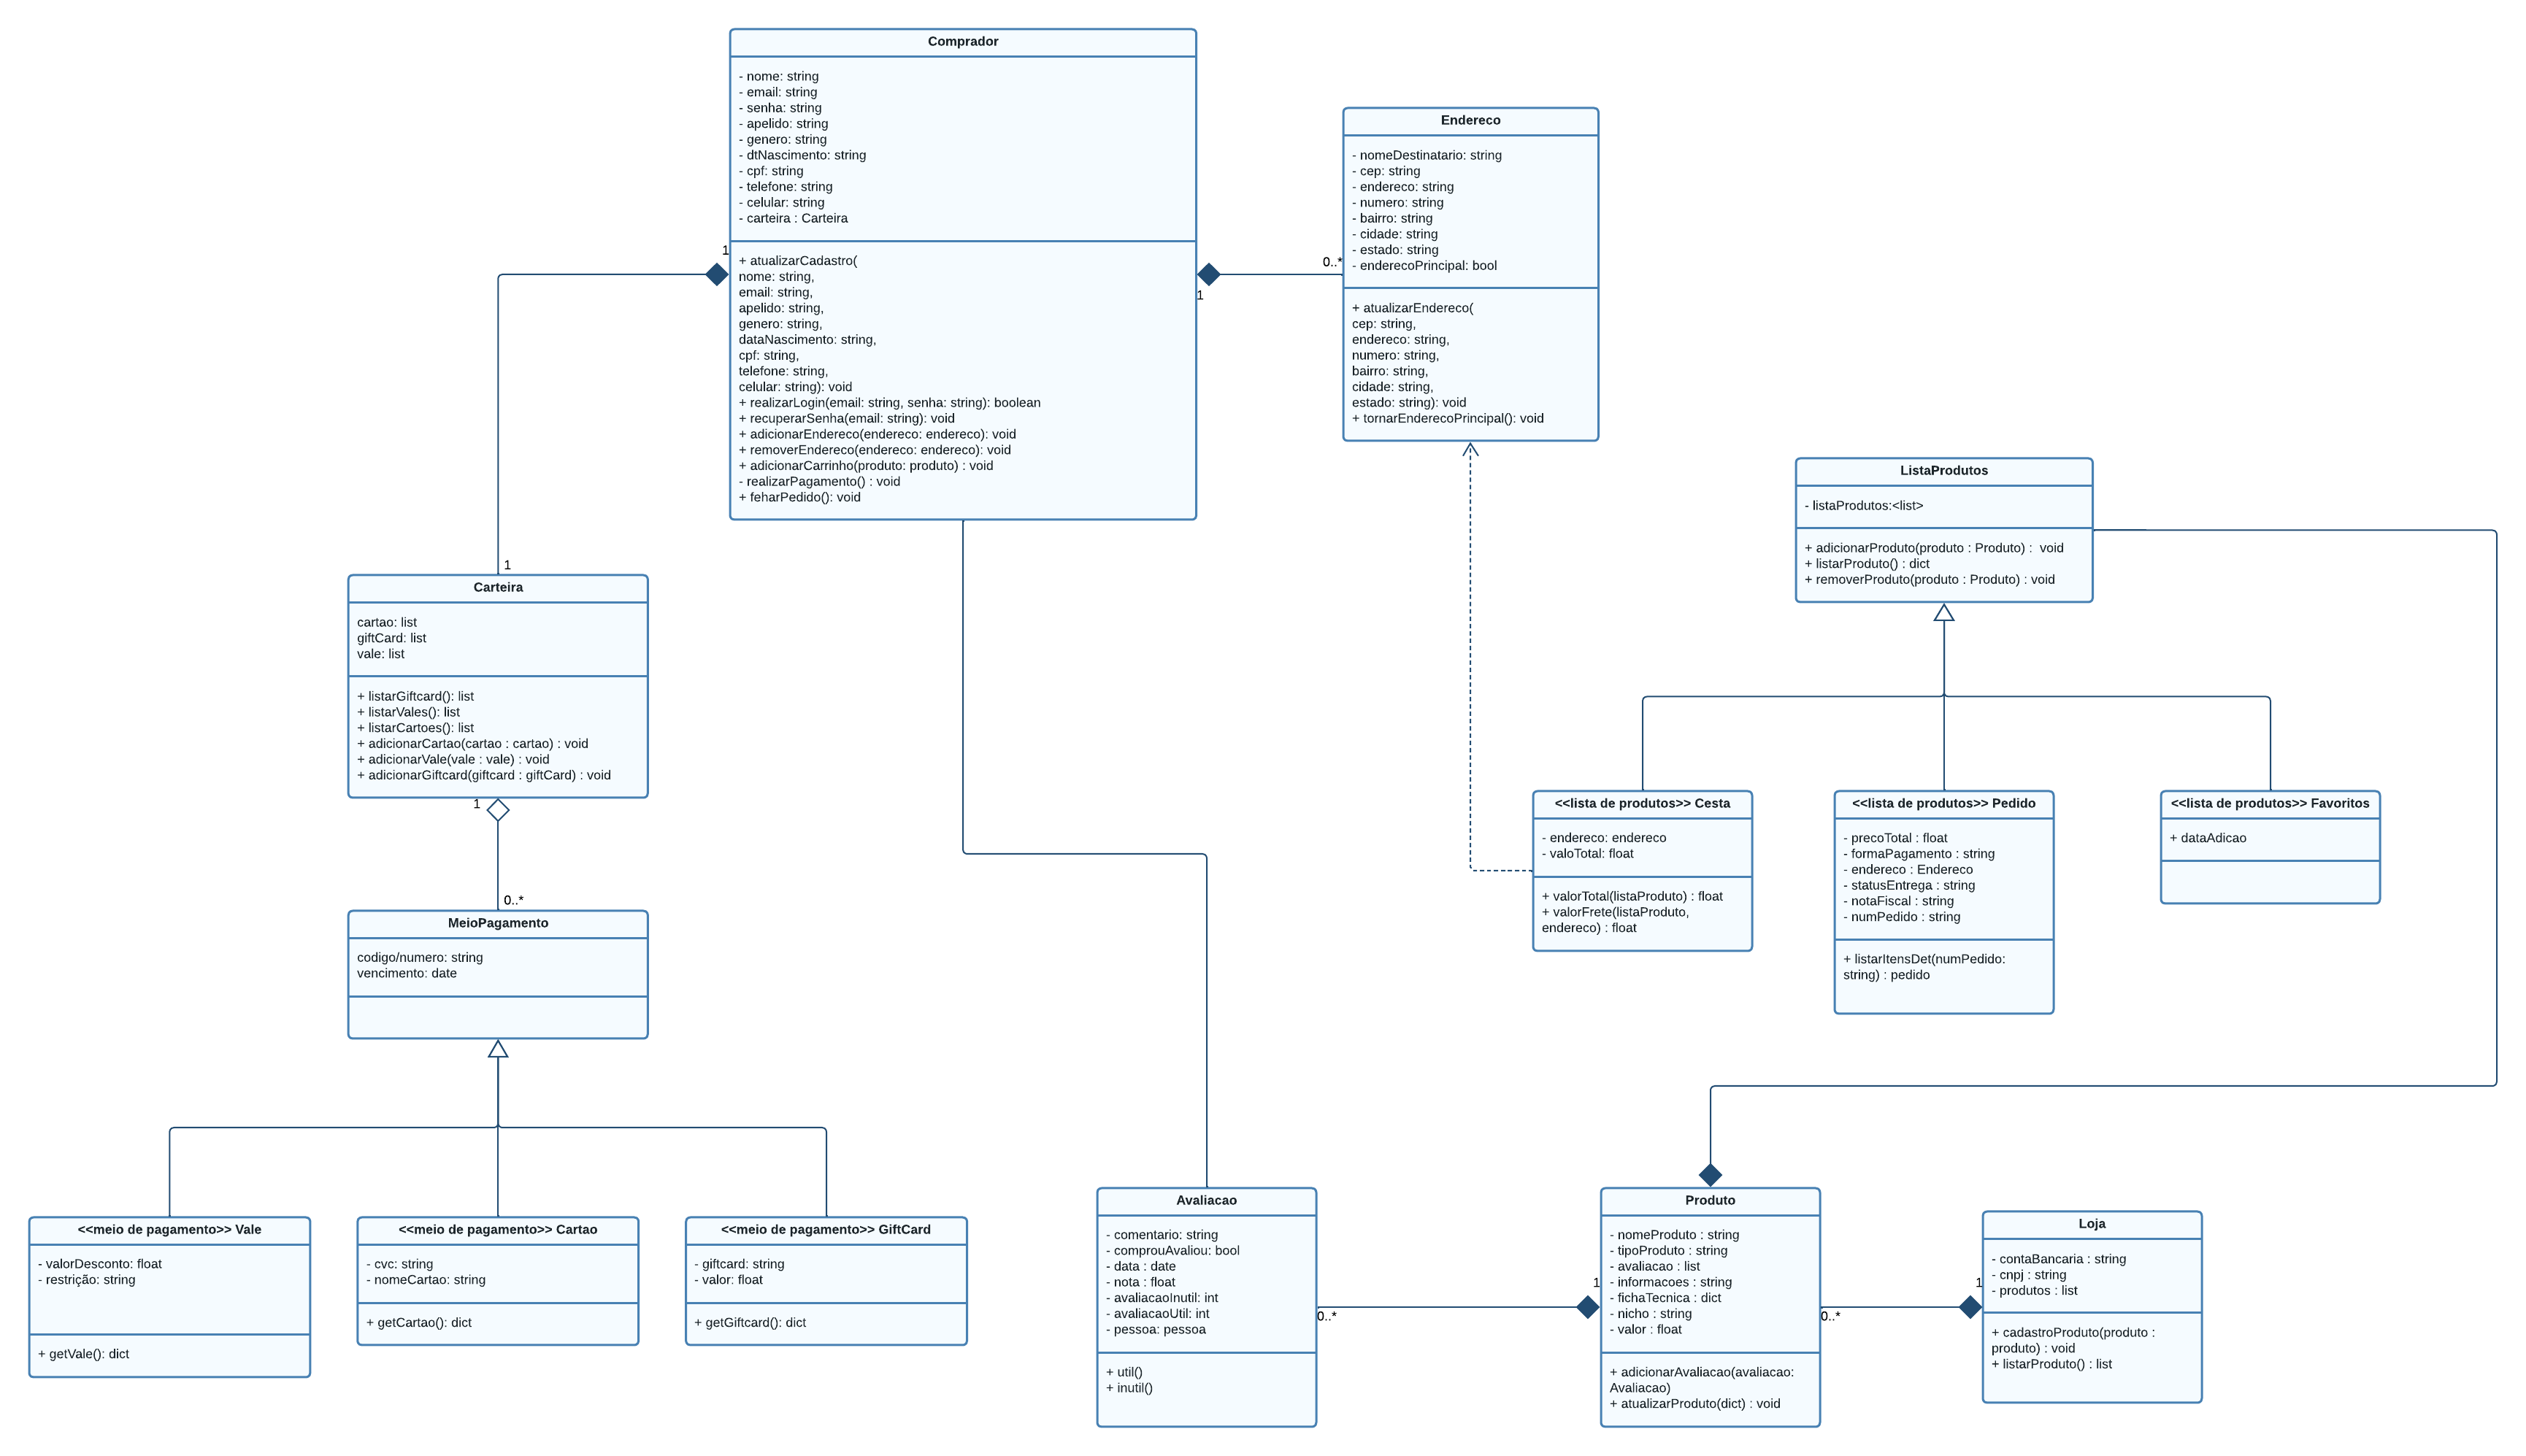 Comprador
- nome: string
- email: string
- senha: string
- apelido: string
- genero: string
- dtNascimento: string
- cpf: string
- telefone: string
- celular: string
- carteira : Carteira
+ atualizarCadastro(
nome: string,
email: string,
apelido: string,
genero: string,
dataNascimento: string,
cpf: string,
telefone: string,
celular: string): void
+ realizarLogin(email: string, senha: string): boolean
+ recuperarSenha(email: string): void
+ adicionarEndereco(endereco: endereco): void
+ removerEndereco(endereco: endereco): void
+ adicionarCarrinho(produto: produto) : void
- realizarPagamento() : void
+ feharPedido(): void
1
1
1
0..*
Endereco
- nomeDestinatario: string
- cep: string
- endereco: string
- numero: string
- bairro: string
- cidade: string
- estado: string
- enderecoPrincipal: bool
+ atualizarEndereco(
cep: string,
endereco: string,
numero: string,
bairro: string,
cidade: string,
estado: string): void
+ tornarEnderecoPrincipal(): void
ListaProdutos
- listaProdutos:<list>
+ adicionarProduto(produto : Produto) :  void
+ listarProduto() : dict
+ removerProduto(produto : Produto) : void
Carteira
cartao: list
giftCard: list
vale: list
+ listarGiftcard(): list
+ listarVales(): list
+ listarCartoes(): list
+ adicionarCartao(cartao : cartao) : void
+ adicionarVale(vale : vale) : void
+ adicionarGiftcard(giftcard : giftCard) : void
1
0..*
<<lista de produtos>> Cesta
- endereco: endereco
- valoTotal: float
+ valorTotal(listaProduto) : float
+ valorFrete(listaProduto,
endereco) : float
<<lista de produtos>> Pedido
- precoTotal : float
- formaPagamento : string
- endereco : Endereco
- statusEntrega : string
- notaFiscal : string
- numPedido : string
+ listarItensDet(numPedido:
string) : pedido
<<lista de produtos>> Favoritos
+ dataAdicao
MeioPagamento
codigo/numero: string
vencimento: date
<<meio de pagamento>> Vale
- valorDesconto: float
- restrição: string
+ getVale(): dict
<<meio de pagamento>> Cartao
- cvc: string
- nomeCartao: string
+ getCartao(): dict
<<meio de pagamento>> GiftCard
- giftcard: string
- valor: float
+ getGiftcard(): dict
Avaliacao
- comentario: string
- comprouAvaliou: bool
- data : date
- nota : float
- avaliacaoInutil: int
- avaliacaoUtil: int
- pessoa: pessoa
+ util()
+ inutil()
0..*
1
Produto
- nomeProduto : string
- tipoProduto : string
- avaliacao : list
- informacoes : string
- fichaTecnica : dict
- nicho : string
- valor : float
+ adicionarAvaliacao(avaliacao:
Avaliacao)
+ atualizarProduto(dict) : void
0..*
1
Loja
- contaBancaria : string
- cnpj : string
- produtos : list
+ cadastroProduto(produto :
produto) : void
+ listarProduto() : list